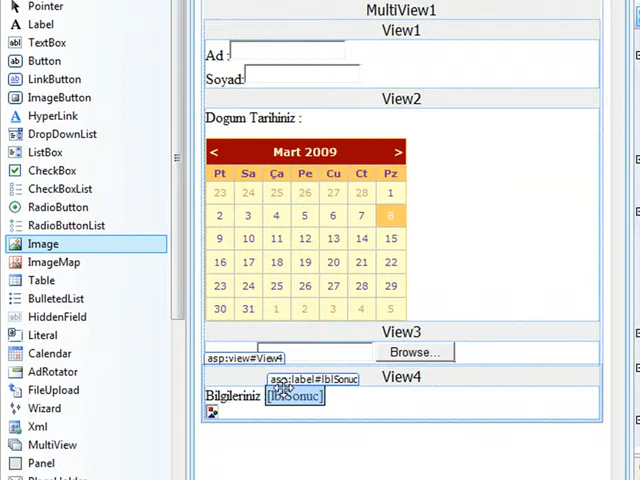 Pointer
Label
TextBox
Button
LinkButton
ImageButton
HyperLink
DropDownList
ListBox
CheckBox
CheckBoxList
RadioButton
RadioButtonList
Image
ImageMap
Table
BulletedList
HiddenField
Literal
Calendar
AdRotator
FileUpload
Wizard
Xml
MultiView
Panel
MultiView1
View1
Ad :
Soyad:
View2
Dogum Tarihiniz :
< Mart 2009 >
Pt Sa Ça Pe Cu Ct Pz
23 24 25 26 27 28 1
2 3 4 5 6 7 8
9 10 11 12 13 14 15
16 17 18 19 20 21 22
23 24 25 26 27 28 29
30 31 1 2 3 4 5
View3
Browse...
asp:view#View4
View4
asp:label#lblSonuc
Bilgileriniz [lblSonuc]